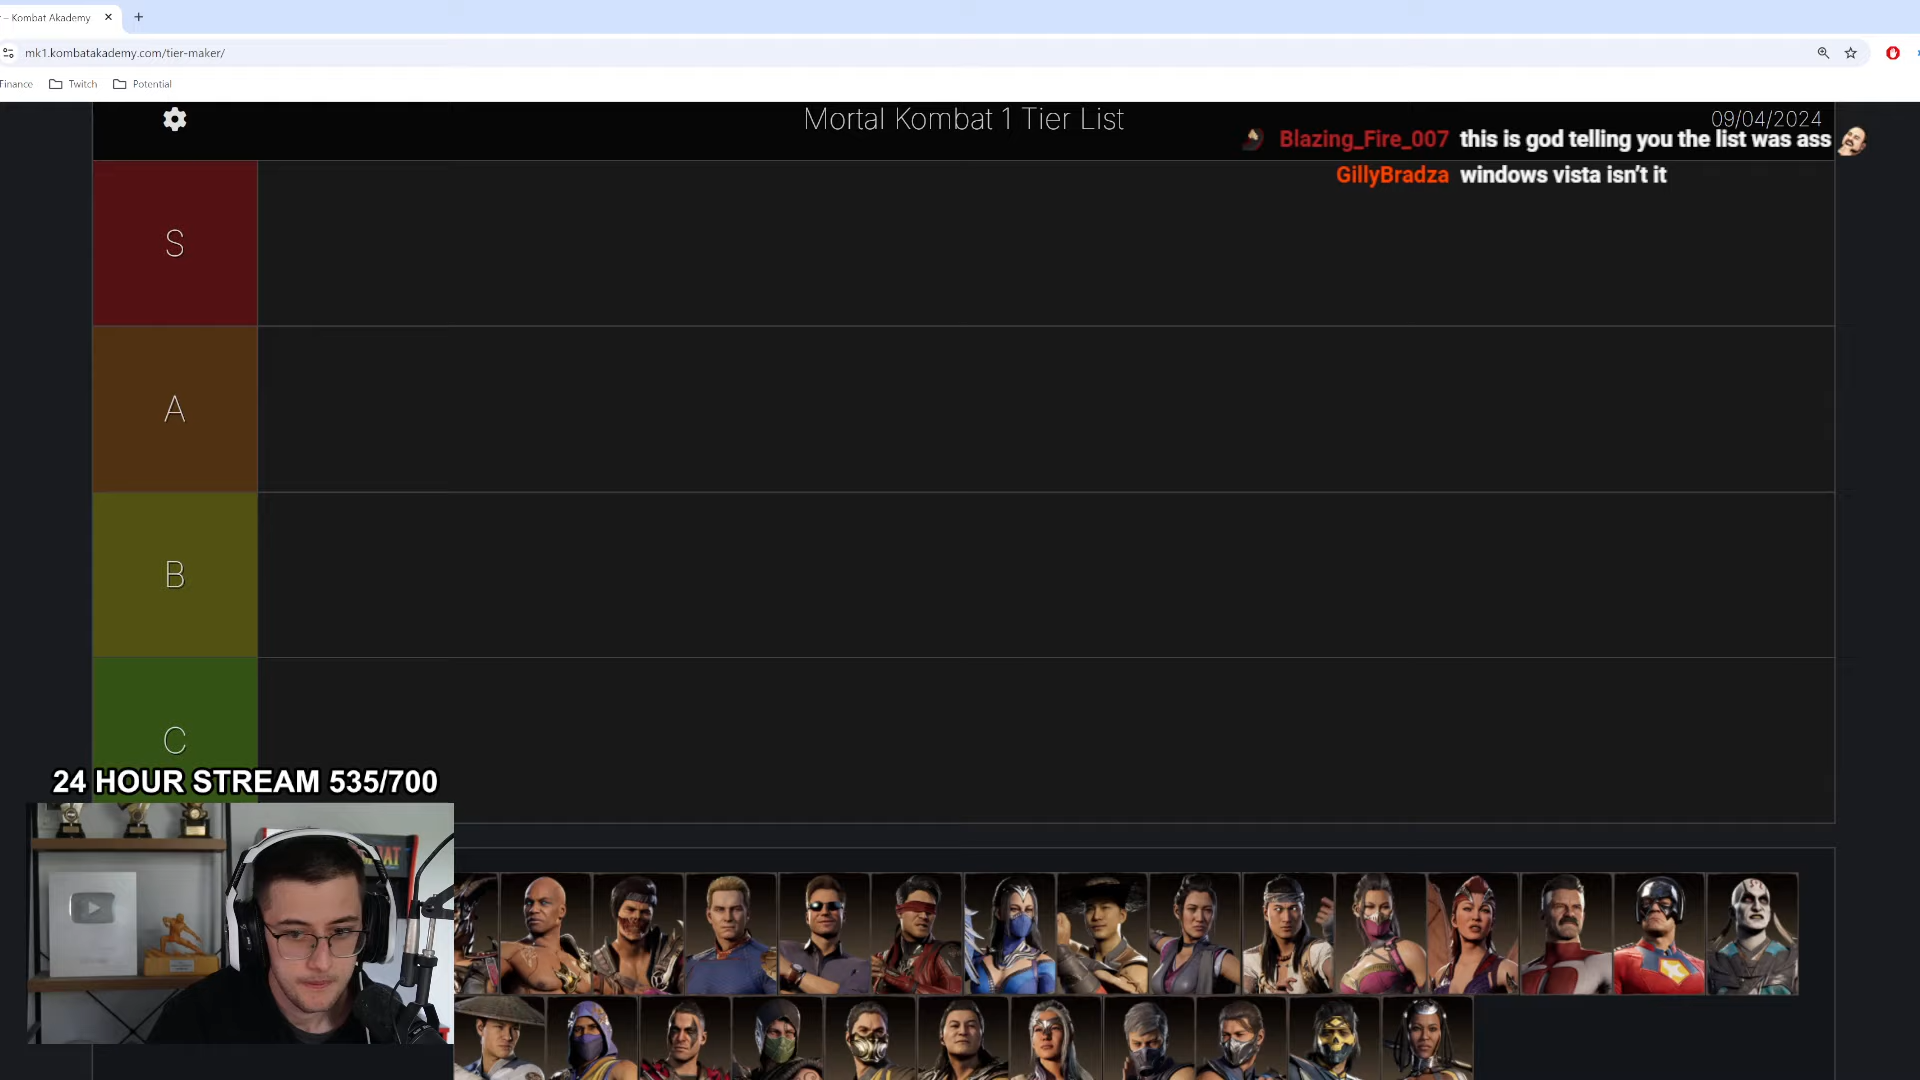 – Kombat Akademy
mk1.kombatakademy.com/tier-maker/
Finance Twitch Potential
Mortal Kombat 1 Tier List
09/04/2024
Blazing_Fire_007 this is god telling you the list was ass
GillyBradza windows vista isn't it
S
A
B
C
24 HOUR STREAM 535/700